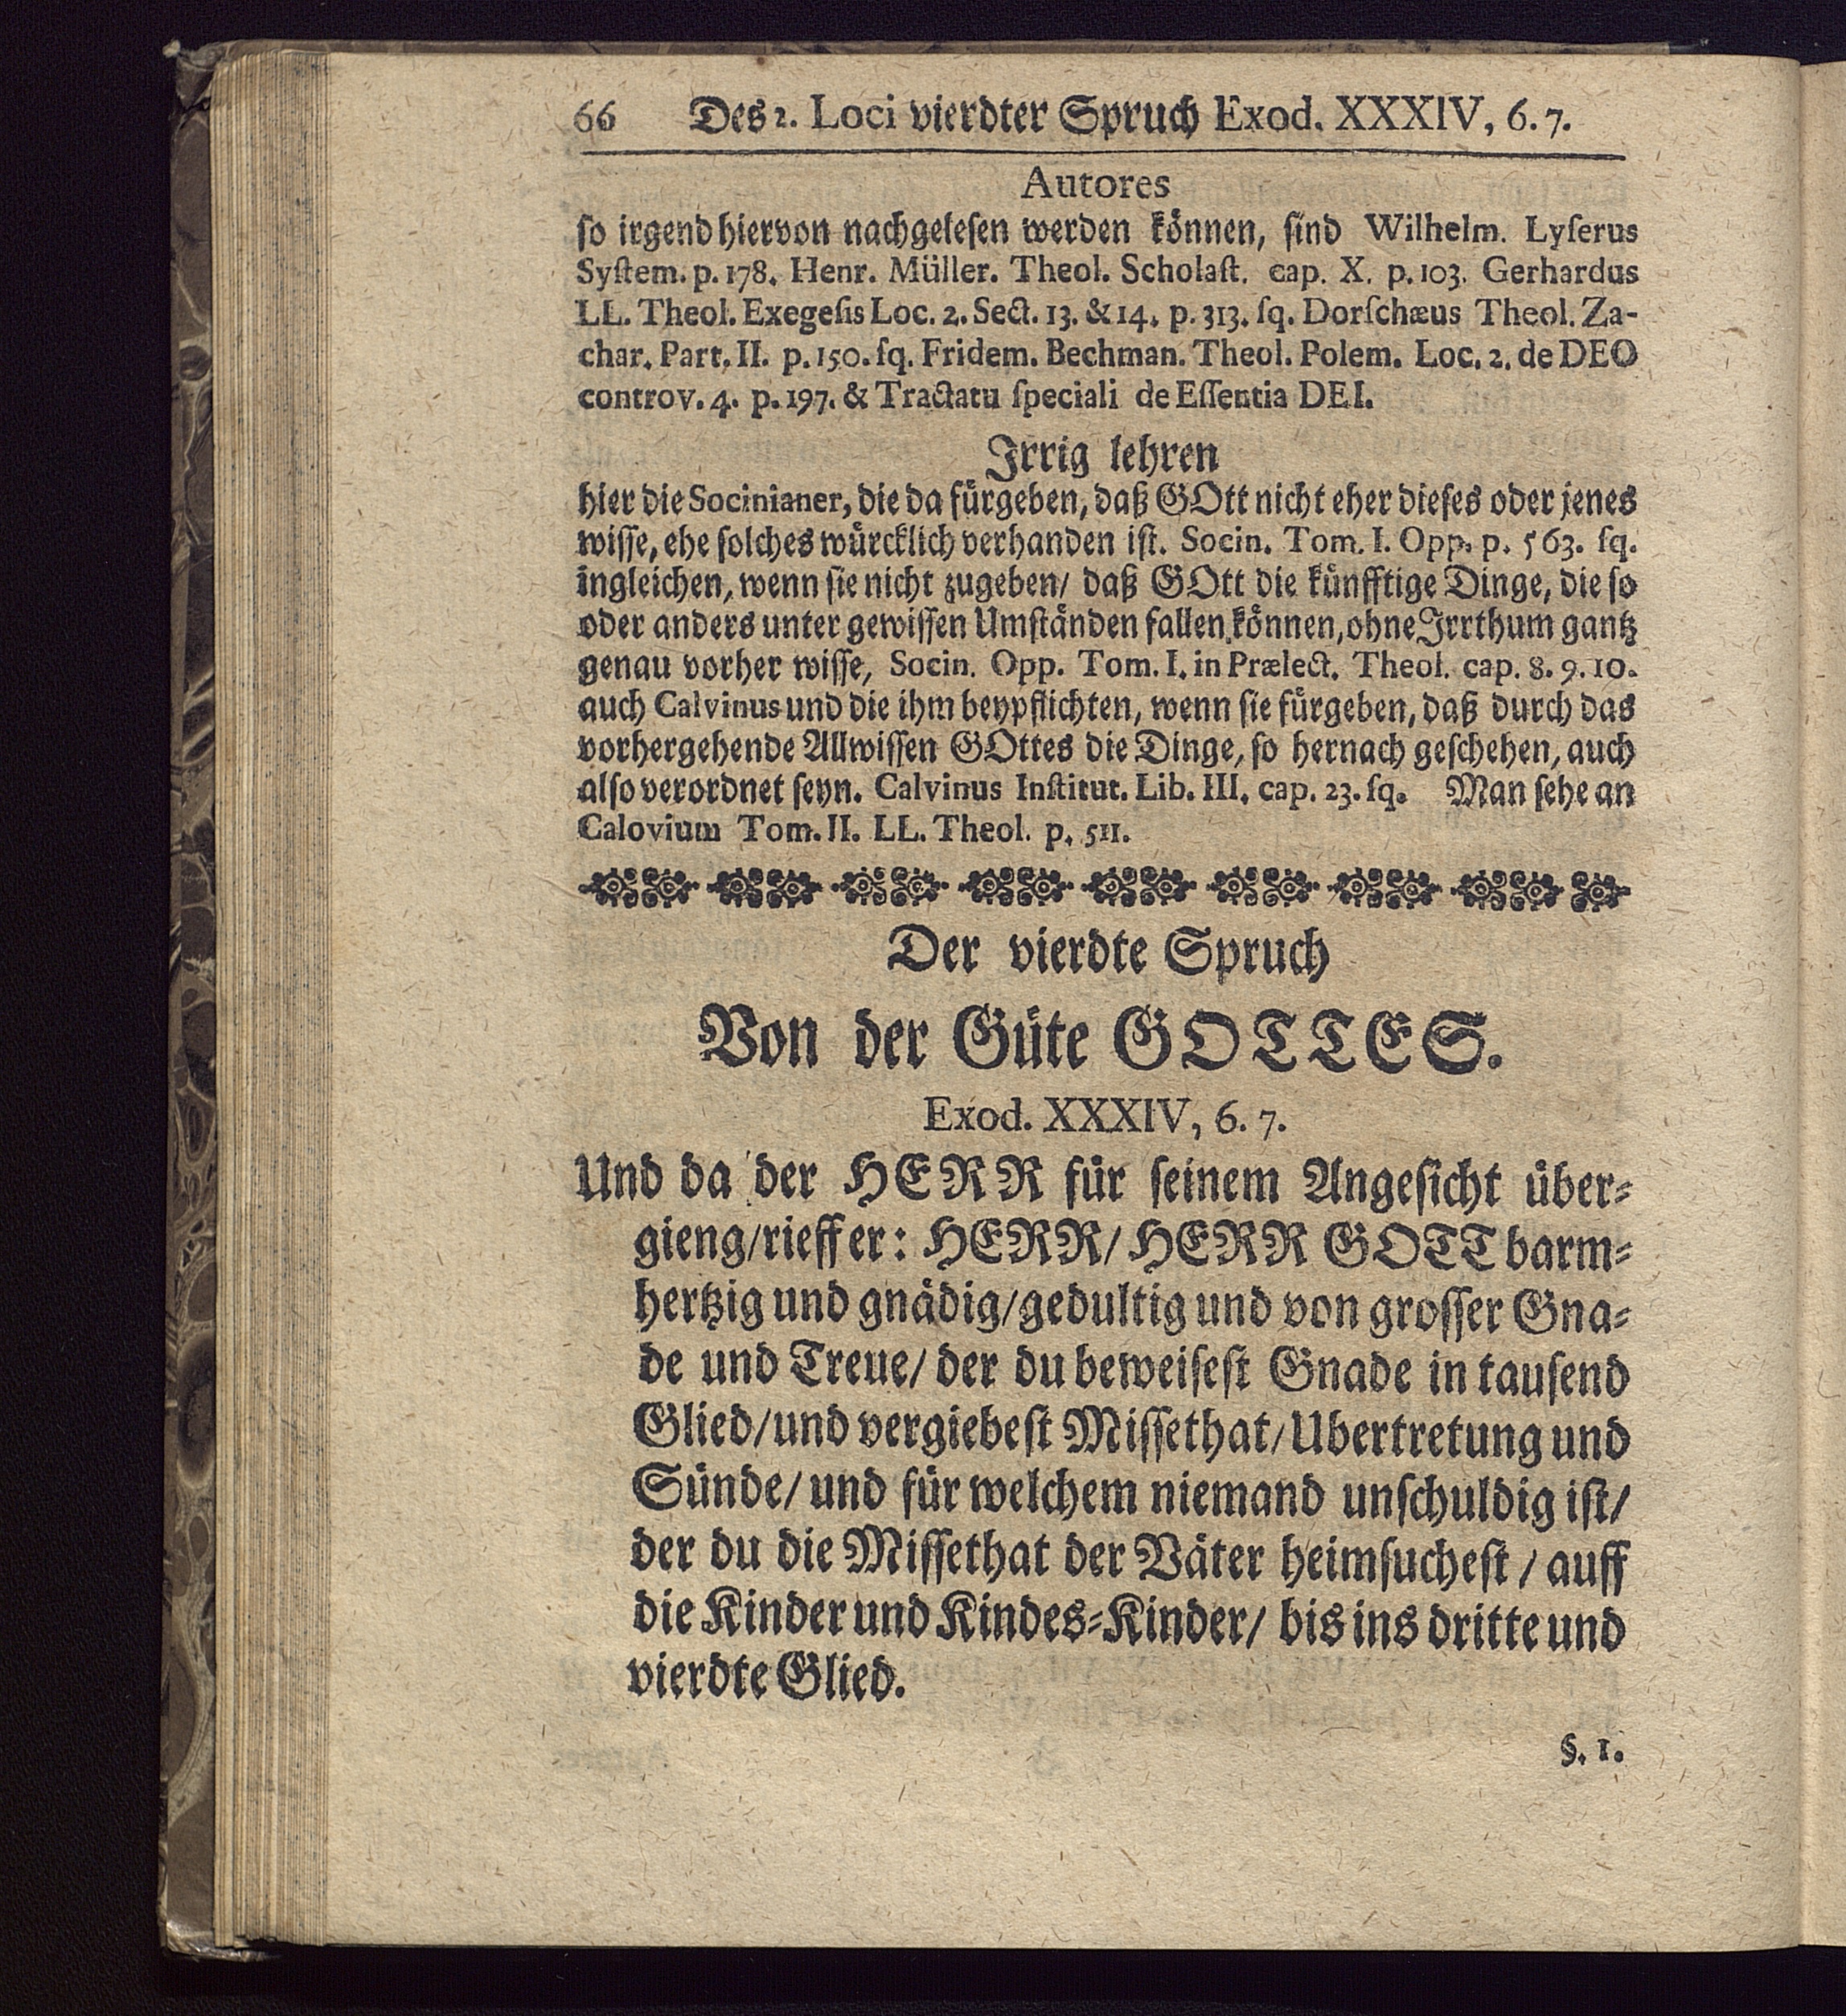 66 Des 2. Loci vierdter Spruch Exod. XXXIV, 6. 7.
Autores
ſo irgend hiervon nachgeleſen werden können, ſind Wilhelm. Lyſerus
Syſtem. p. 178. Henr. Müller. Theol. Scholaſt. cap. X. p. 103. Gerhardus
LL. Theol. Exegeſis Loc. 2. Sect. 13. & 14. p. 313. ſq. Dorſchæus Theol. Za-
char. Part. II. p. 150. ſq. Fridem. Bechman. Theol. Polem. Loc. 2. de DEO
controv. 4. p. 197. & Tractatu ſpeciali de Eſſentia DEI.
Irrig lehren
hier die Socinianer, die da fürgeben, daß GOtt nicht eher dieſes oder jenes
wiſſe, ehe ſolches würcklich verhanden iſt. Socin. Tom. I. Opp. p. 563. ſq.
ingleichen, wenn ſie nicht zugeben/ daß GOtt die künfftige Dinge, die ſo
oder anders unter gewiſſen Umſtänden fallen können, ohne Irrthum gantz
genau vorher wiſſe, Socin. Opp. Tom. I. in Prælect. Theol. cap. 8. 9. 10.
auch Calvinus und die ihm beypflichten, wenn ſie fürgeben, daß durch das
vorhergehende Allwiſſen GOttes die Dinge, ſo hernach geſchehen, auch
alſo verordnet ſeyn. Calvinus Inſtitut. Lib. III. cap. 23. ſq. Man ſehe an
Calovium Tom. II. LL. Theol. p. 511.
Der vierdte Spruch
Von der Güte GOTTES.
Exod. XXXIV, 6. 7.
Und da der HERR für ſeinem Angeſicht über-
gieng/ rieff er: HERR/ HERR GOTT barm-
hertzig und gnädig/ gedultig und von groſſer Gna-
de und Treue/ der du beweiſeſt Gnade in tauſend
Glied/ und vergiebeſt Miſſethat/ Ubertretung und
Sünde/ und für welchem niemand unſchuldig iſt/
der du die Miſſethat der Väter heimſucheſt / auff
die Kinder und Kindes-Kinder/ bis ins dritte und
vierdte Glied.
§. 1.